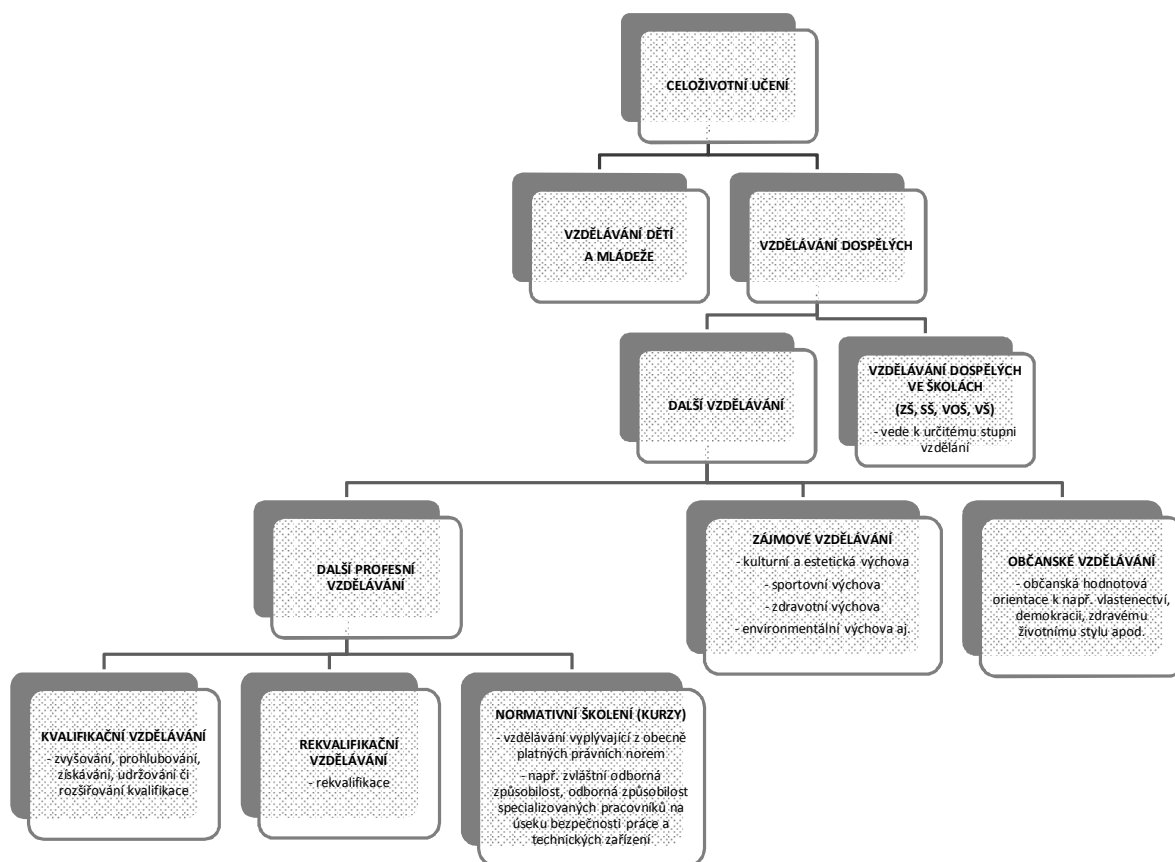 CELOŽIVOTNÍ UČENÍ
VZDĚLÁVÁNÍ DĚTÍ
A MLÁDEŽE
VZDĚLÁVÁNÍ DOSPĚLÝCH
DALŠÍ VZDĚLÁVÁNÍ
VZDĚLÁVÁNÍ DOSPĚLÝCH
VE ŠKOLÁCH
(ZŠ, SŠ, VOŠ, VŠ)
- vede k určitému stupni
vzdělání
DALŠÍ PROFESNÍ
VZDĚLÁVÁNÍ
ZÁJMOVÉ VZDĚLÁVÁNÍ
- kulturní a estetická výchova
- sportovní výchova
- zdravotní výchova
- environmentální výchova aj.
OBČANSKÉ VZDĚLÁVÁNÍ
- občanská hodnotová
orientace k např. vlastenectví,
demokracii, zdravému
životnímu stylu apod.
KVALIFIKAČNÍ VZDĚLÁVÁNÍ
- zvyšování, prohlubování,
získávání, udržování či
rozšiřování kvalifikace
REKVALIFIKAČNÍ
VZDĚLÁVÁNÍ
- rekvalifikace
NORMATIVNÍ ŠKOLENÍ (KURZY)
- vzdělávání vyplývající z obecně
platných právních norem
- např. zvláštní odborná
způsobilost, odborná způsobilost
specializovaných pracovníků na
úseku bezpečnosti práce a
technických zařízení